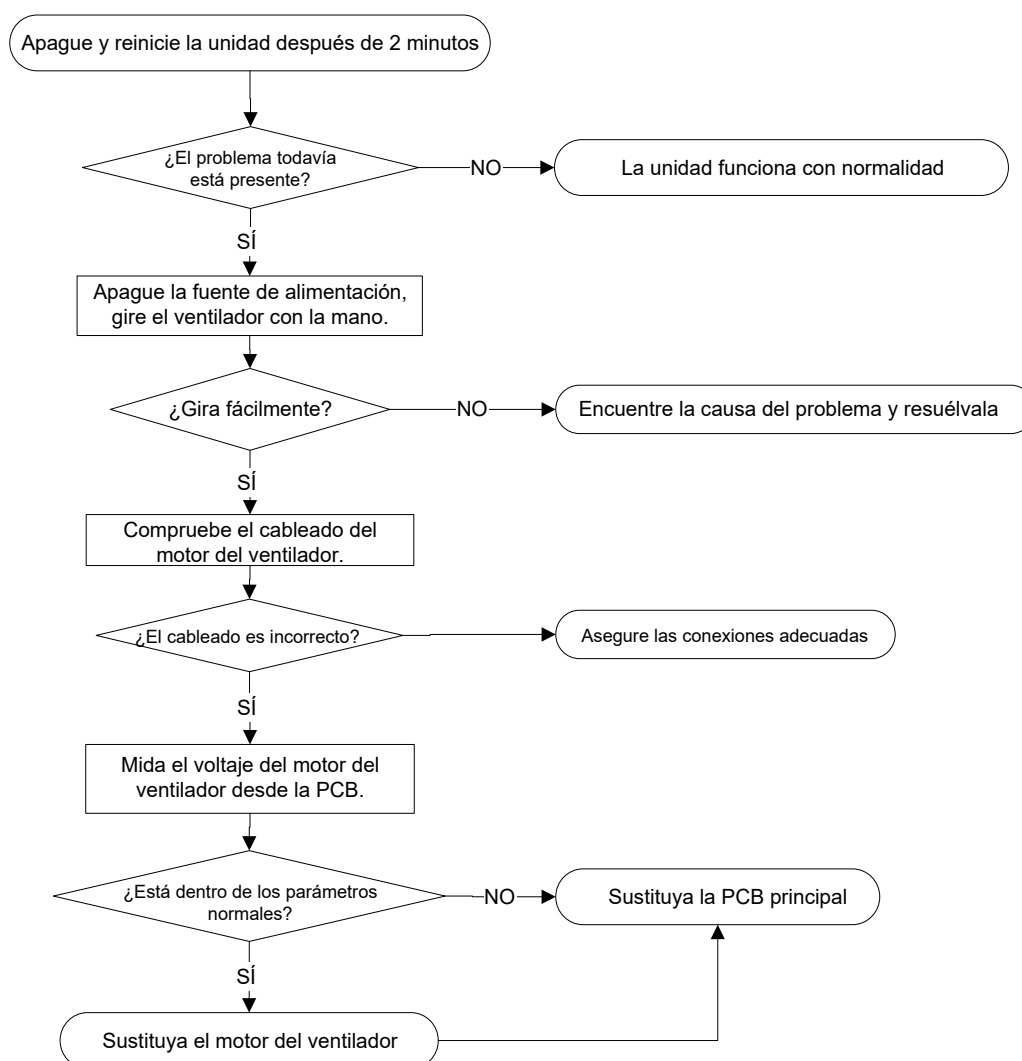 Apague y reinicie la unidad después de 2 minutos
¿El problema todavía
está presente?
NO
La unidad funciona con normalidad
SÍ
Apague la fuente de alimentación,
gire el ventilador con la mano.
¿Gira fácilmente?
NO
Encuentre la causa del problema y resuélvala
SÍ
Compruebe el cableado del
motor del ventilador.
¿El cableado es incorrecto?
Asegure las conexiones adecuadas
SÍ
Mida el voltaje del motor del
ventilador desde la PCB.
¿Está dentro de los parámetros
normales?
NO
Sustituya la PCB principal
SÍ
Sustituya el motor del ventilador